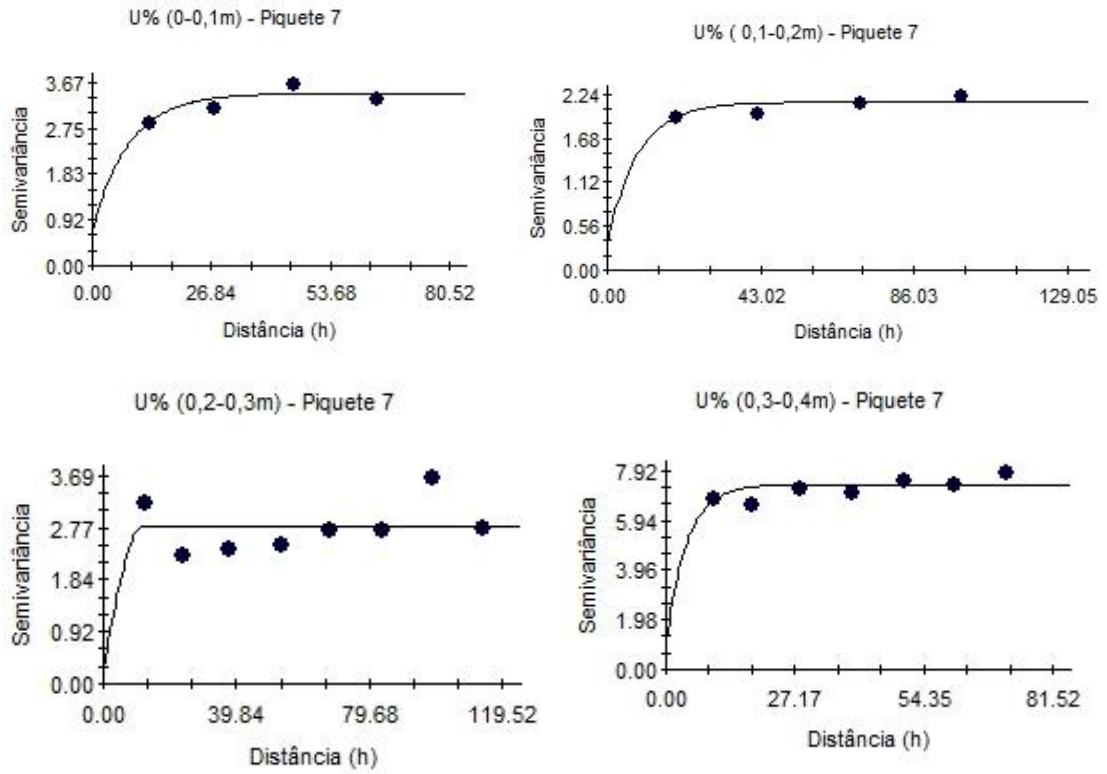 U% (0-0,1m) - Piquete 7
3.67
2.75
1.83
0.92
0.00
Semivariância
0.00 26.84 53.68 80.52
Distância (h)
U% ( 0,1-0,2m) - Piquete 7
2.24
1.68
1.12
0.56
0.00
Semivariância
0.00 43.02 86.03 129.05
Distância (h)
U% (0,2-0,3m) - Piquete 7
3.69
2.77
1.84
0.92
0.00
Semivariância
0.00 39.84 79.68 119.52
Distância (h)
U% (0,3-0,4m) - Piquete 7
7.92
5.94
3.96
1.98
0.00
Semivariância
0.00 27.17 54.35 81.52
Distância (h)